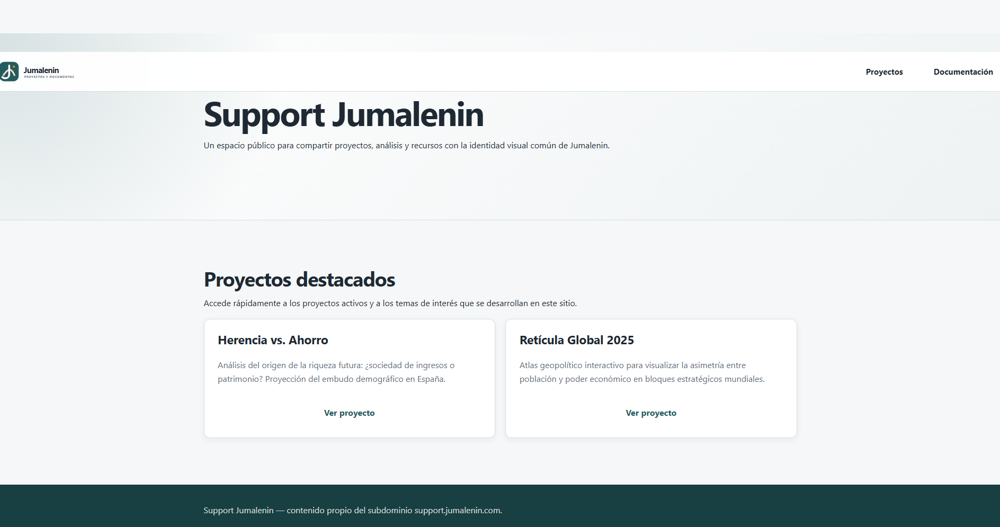 Jumalenin
PROYECTOS Y DOCUMENTAC
Proyectos
Documentación
Support Jumalenin
Un espacio público para compartir proyectos, análisis y recursos con la identidad visual común de Jumalenin.
Proyectos destacados
Accede rápidamente a los proyectos activos y a los temas de interés que se desarrollan en este sitio.
Herencia vs. Ahorro
Análisis del origen de la riqueza futura: ¿sociedad de ingresos o
patrimonio? Proyección del embudo demográfico en España.
Ver proyecto
Retícula Global 2025
Atlas geopolítico interactivo para visualizar la asimetría entre
población y poder económico en bloques estratégicos mundiales.
Ver proyecto
Support Jumalenin — contenido propio del subdominio support.jumalenin.com.